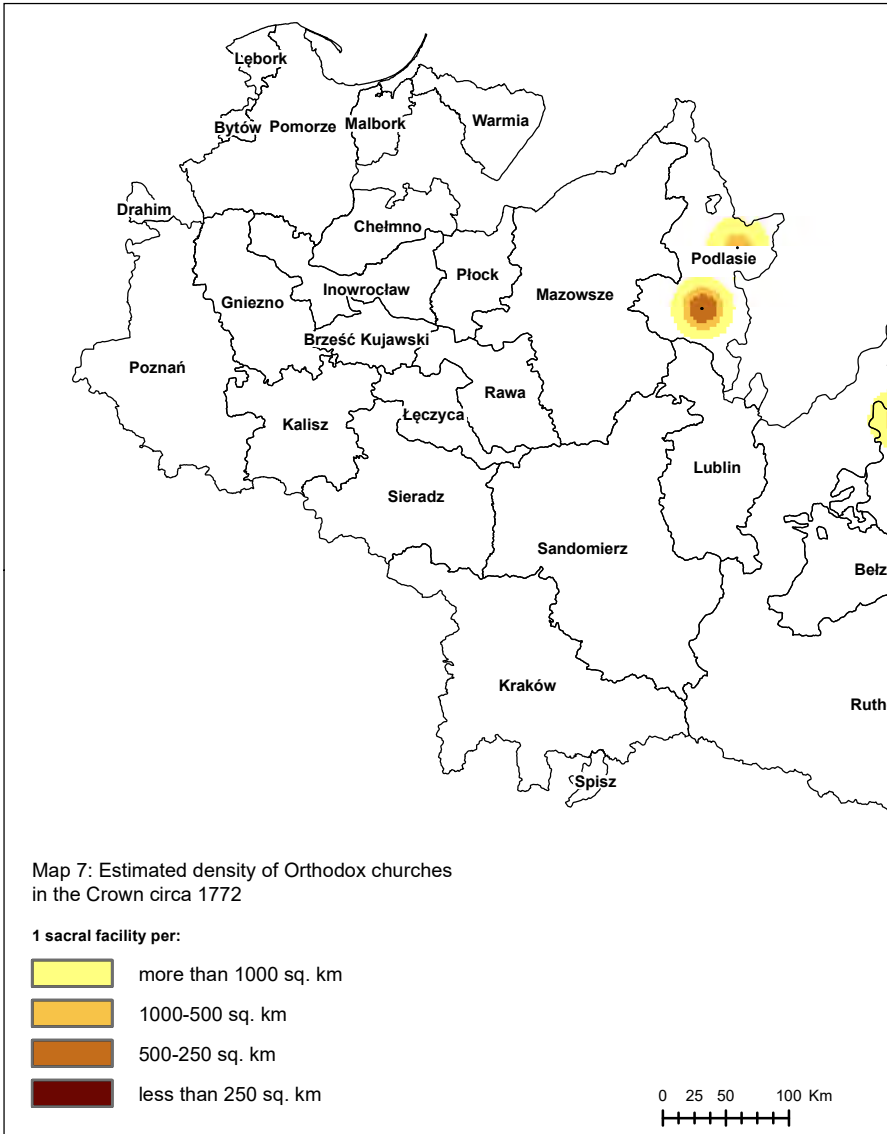 Lębork
Bytów
Pomorze
Malbork
Warmia
Drahim
Chełmno
Podlasie
Płock
Inowrocław
Gniezno
Mazowsze
Brześć Kujawski
Poznań
Rawa
Łęczyca
Kalisz
Lublin
Sieradz
Sandomierz
Bełz
Kraków
Ruth
Spisz
Map 7: Estimated density of Orthodox churches
in the Crown circa 1772
1 sacral facility per:
more than 1000 sq. km
1000-500 sq. km
500-250 sq. km
less than 250 sq. km
0 25 50 100 Km